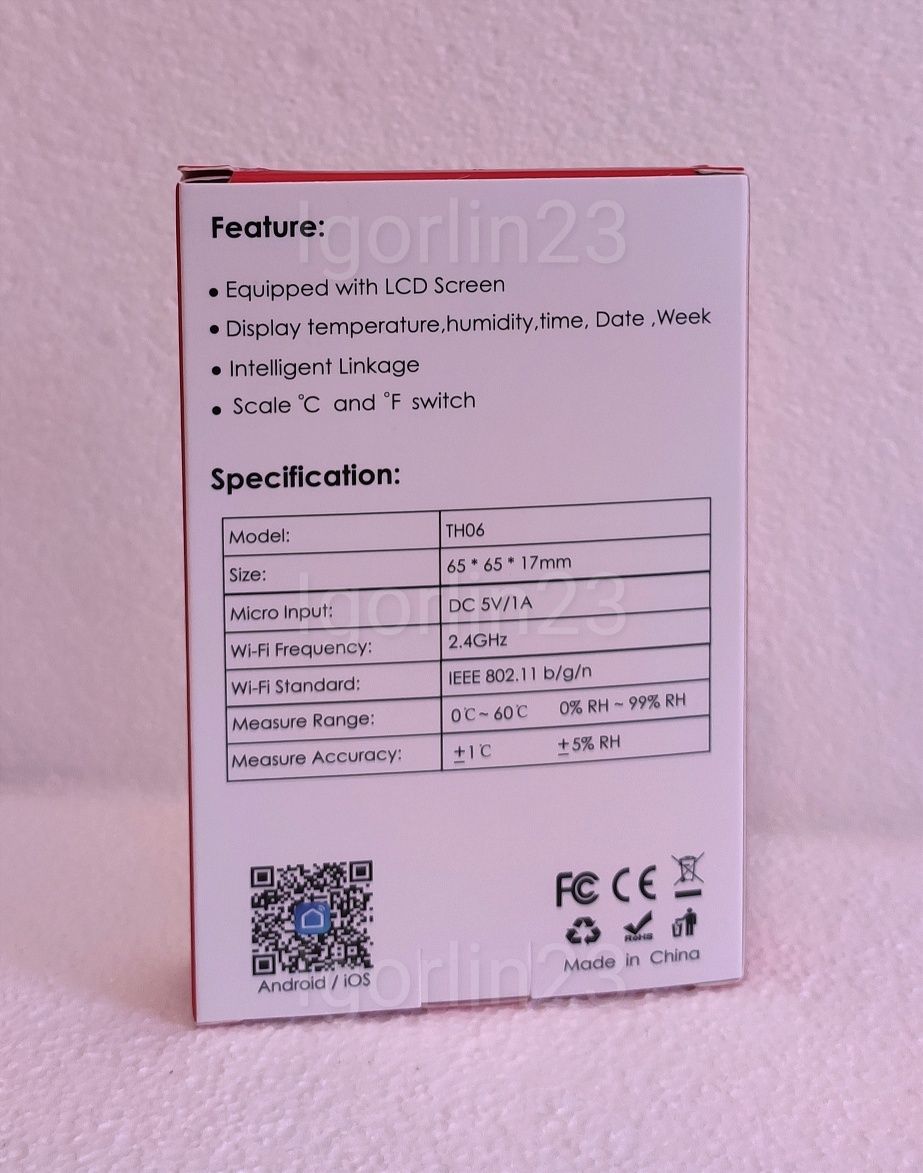 Feature:
Igorlin23
● Equipped with LCD Screen
● Display temperature,humidity,time, Date ,Week
● Intelligent Linkage
● Scale ℃ and ℉ switch
Specification:
Model: TH06
Size: 65 * 65 * 17mm
Igorlin23
Micro Input: DC 5V/1A
Wi-Fi Frequency: 2.4GHz
Wi-Fi Standard: IEEE 802.11 b/g/n
Measure Range: 0℃~ 60℃ 0% RH ~ 99% RH
Measure Accuracy: ±1℃ ±5% RH
FC CE
RoHS
Made in China
Igorlin23
Android / iOS